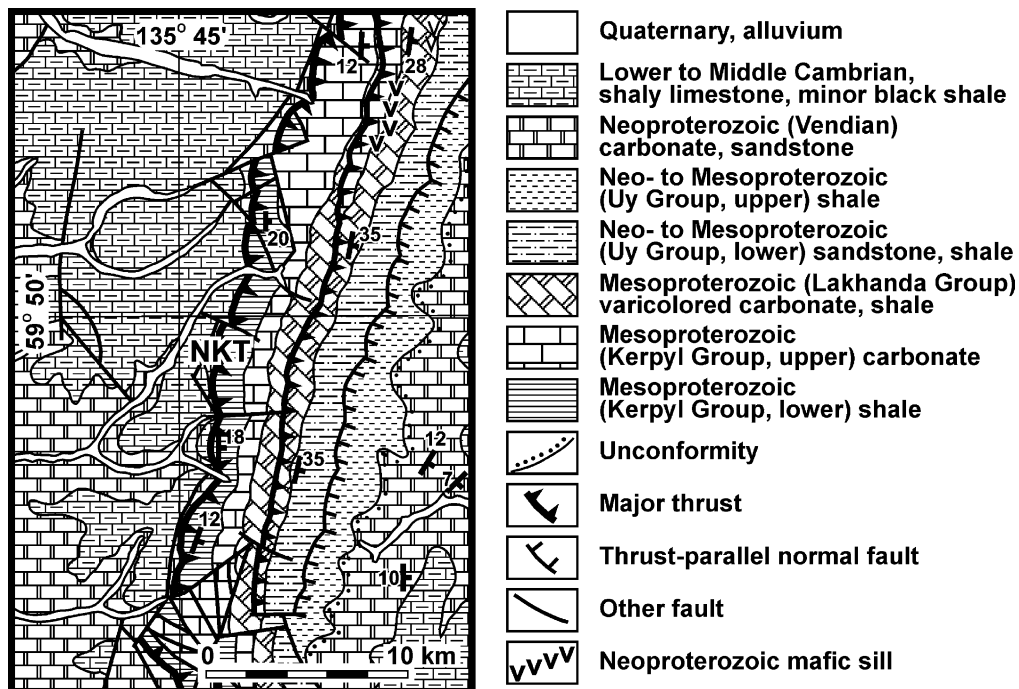 135° 45'
12
28
35
20
59° 50'
NKT
18
35
12
12
7
10
0
10 km
Quaternary, alluvium
Lower to Middle Cambrian,
shaly limestone, minor black shale
Neoproterozoic (Vendian)
carbonate, sandstone
Neo- to Mesoproterozoic
(Uy Group, upper) shale
Neo- to Mesoproterozoic
(Uy Group, lower) sandstone, shale
Mesoproterozoic (Lakhanda Group)
varicolored carbonate, shale
Mesoproterozoic
(Kerpyl Group, upper) carbonate
Mesoproterozoic
(Kerpyl Group, lower) shale
Unconformity
Major thrust
Thrust-parallel normal fault
Other fault
Neoproterozoic mafic sill